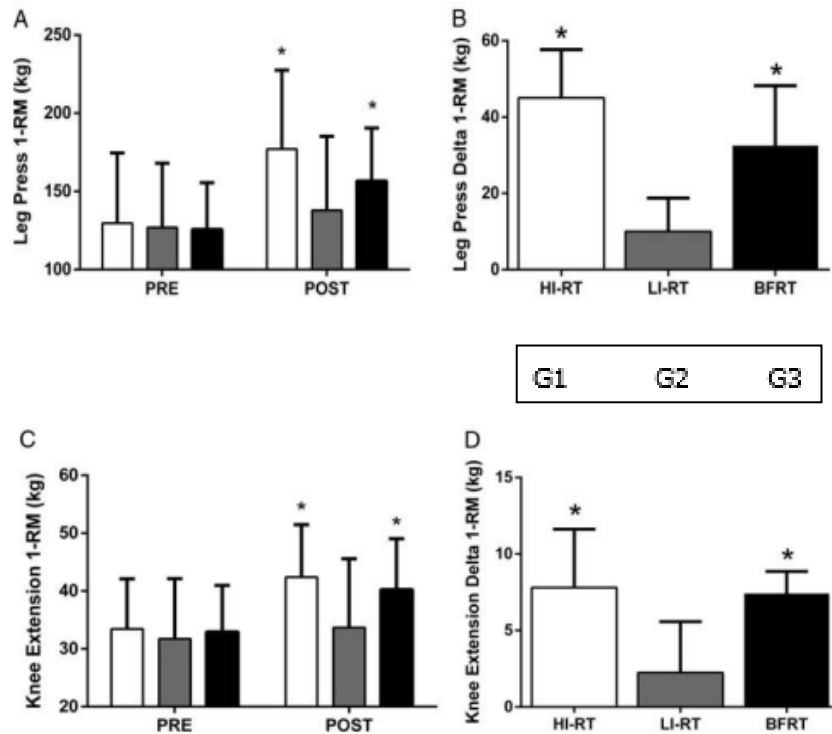 A
Leg Press 1-RM (kg)
250
200
150
100
*
*
PRE POST
B
Leg Press Delta 1-RM (kg)
60
40
20
0
*
*
HI-RT LI-RT BFRT
G1 G2 G3
C
Knee Extension 1-RM (kg)
60
50
40
30
20
*
*
PRE POST
D
Knee Extension Delta 1-RM (kg)
15
10
5
0
*
*
HI-RT LI-RT BFRT